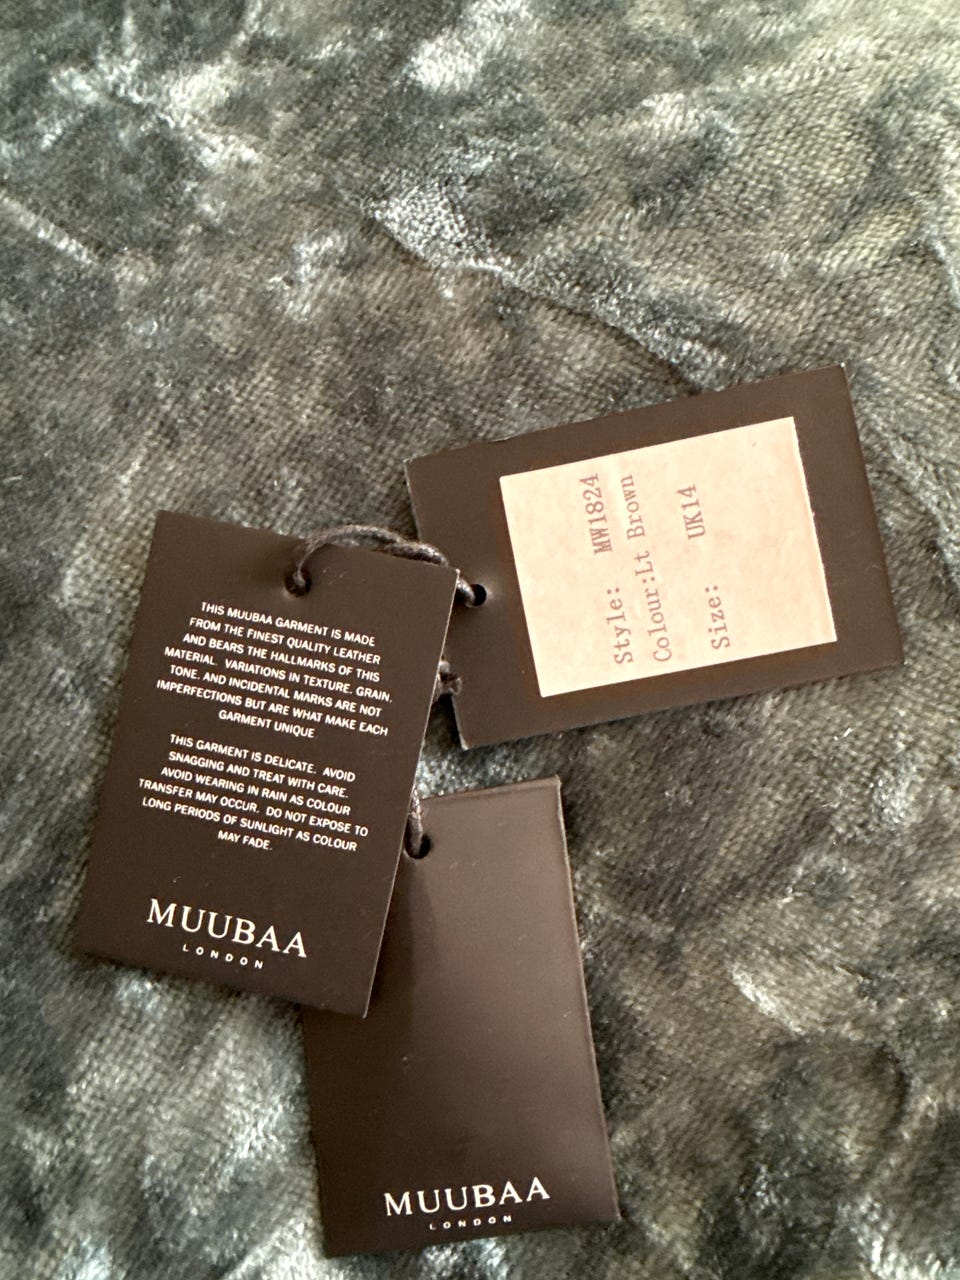 THIS MUUBAA GARMENT IS MADE
FROM THE FINEST QUALITY LEATHER
AND BEARS THE HALLMARKS OF THIS
MATERIAL. VARIATIONS IN TEXTURE, GRAIN,
TONE, AND INCIDENTAL MARKS ARE NOT
IMPERFECTIONS BUT ARE WHAT MAKE EACH
GARMENT UNIQUE
THIS GARMENT IS DELICATE. AVOID
SNAGGING AND TREAT WITH CARE.
AVOID WEARING IN RAIN AS COLOUR
TRANSFER MAY OCCUR. DO NOT EXPOSE TO
LONG PERIODS OF SUNLIGHT AS COLOUR
MAY FADE.
MUUBAA
LONDON
Style: MW1824
Colour:Lt Brown
Size: UK14
MUUBAA
LONDON